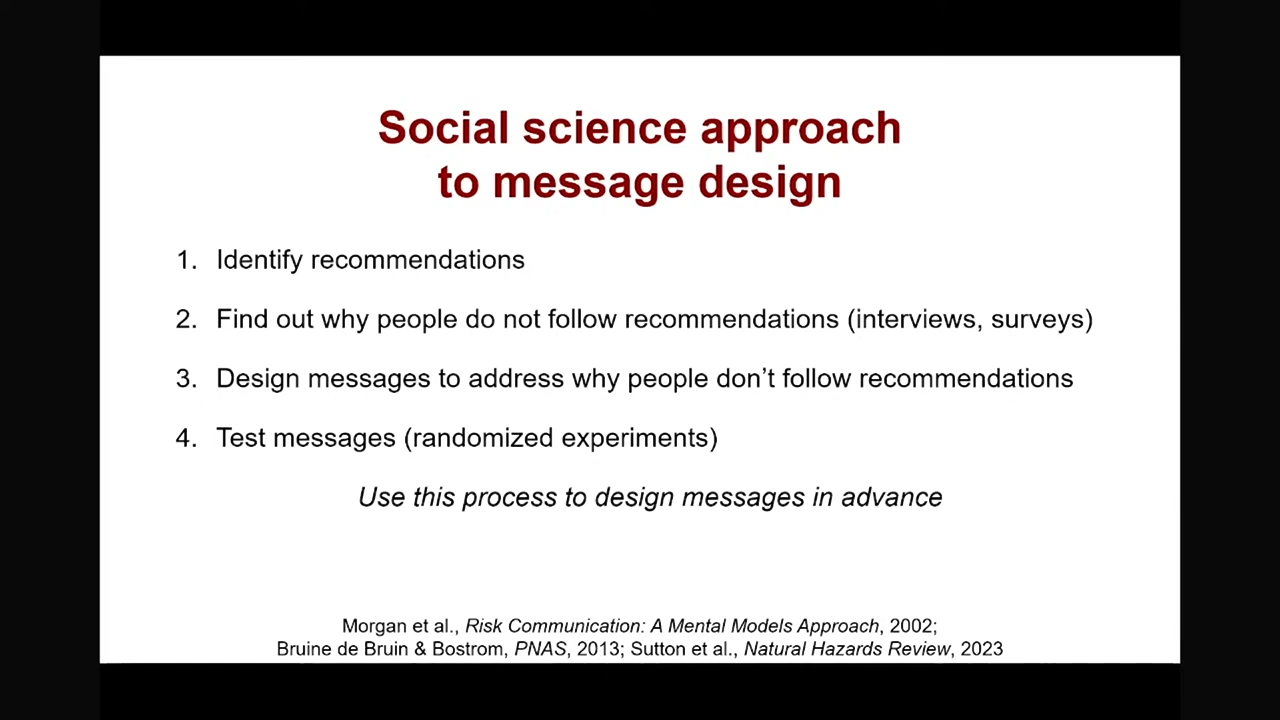 Social science approach
to message design
1. Identify recommendations
2. Find out why people do not follow recommendations (interviews, surveys)
3. Design messages to address why people don’t follow recommendations
4. Test messages (randomized experiments)
Use this process to design messages in advance
Morgan et al., Risk Communication: A Mental Models Approach, 2002;
Bruine de Bruin & Bostrom, PNAS, 2013; Sutton et al., Natural Hazards Review, 2023